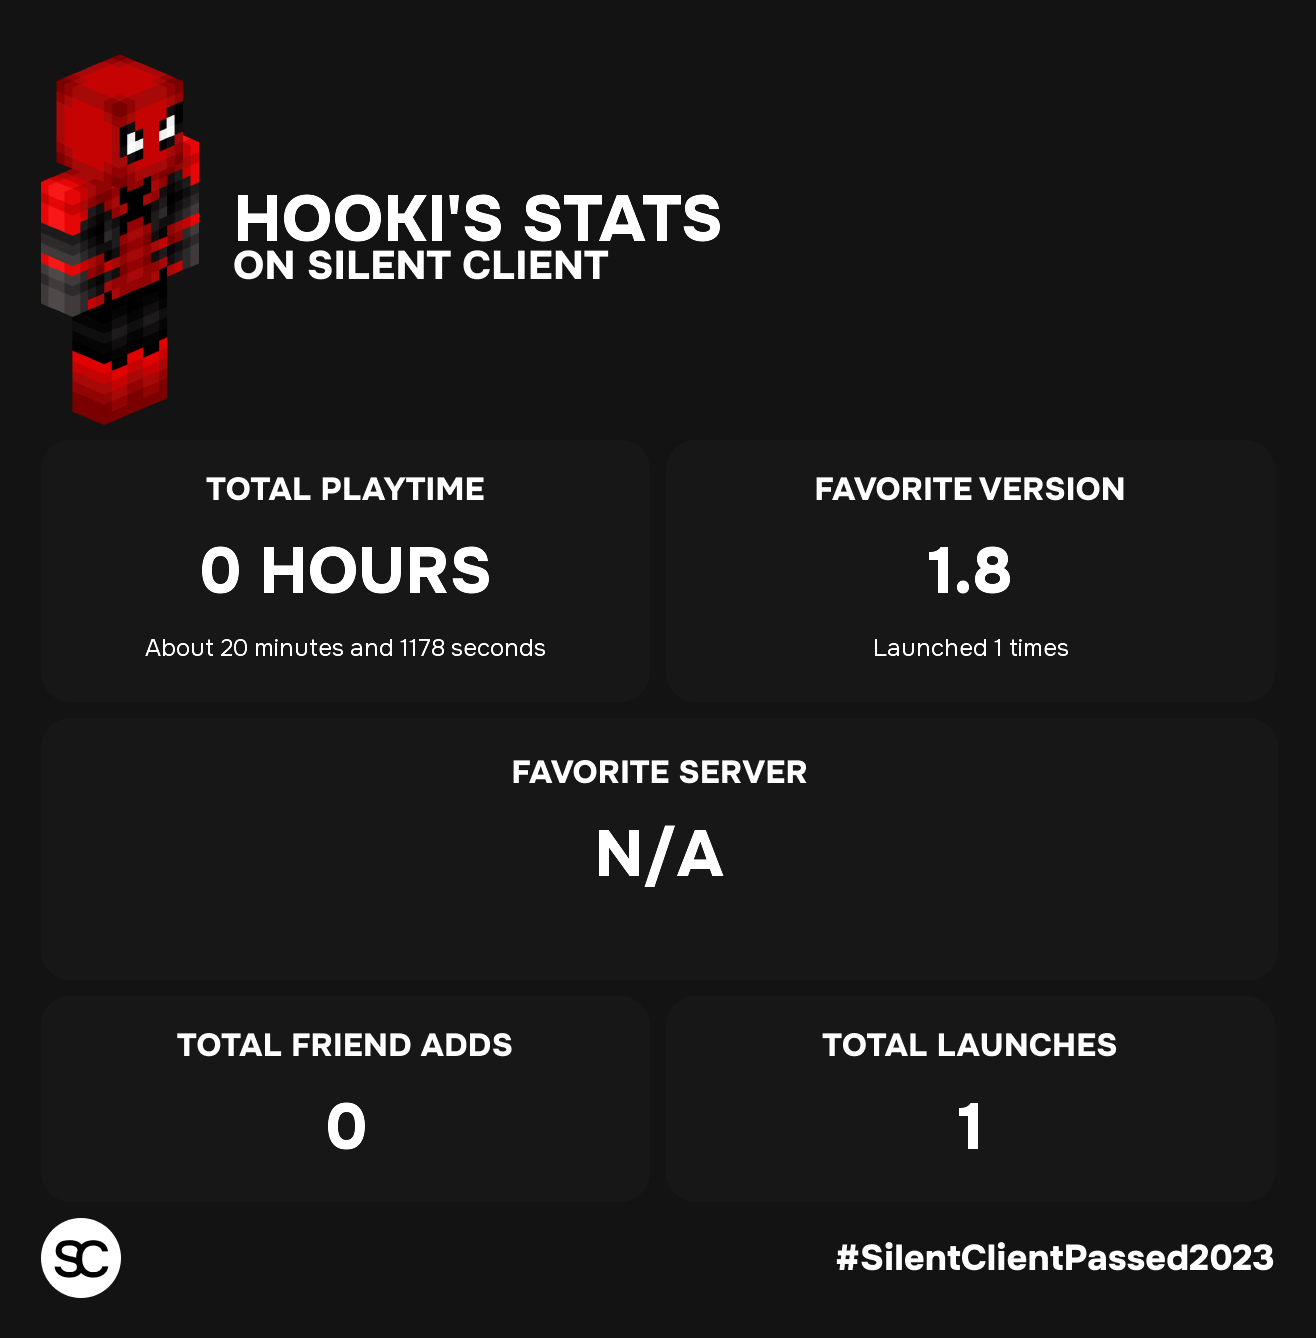 HOOKI'S STATS
ON SILENT CLIENT
TOTAL PLAYTIME
0 HOURS
About 20 minutes and 1178 seconds
FAVORITE VERSION
1.8
Launched 1 times
FAVORITE SERVER
N/A
TOTAL FRIEND ADDS
0
TOTAL LAUNCHES
1
SC
#SilentClientPassed2023